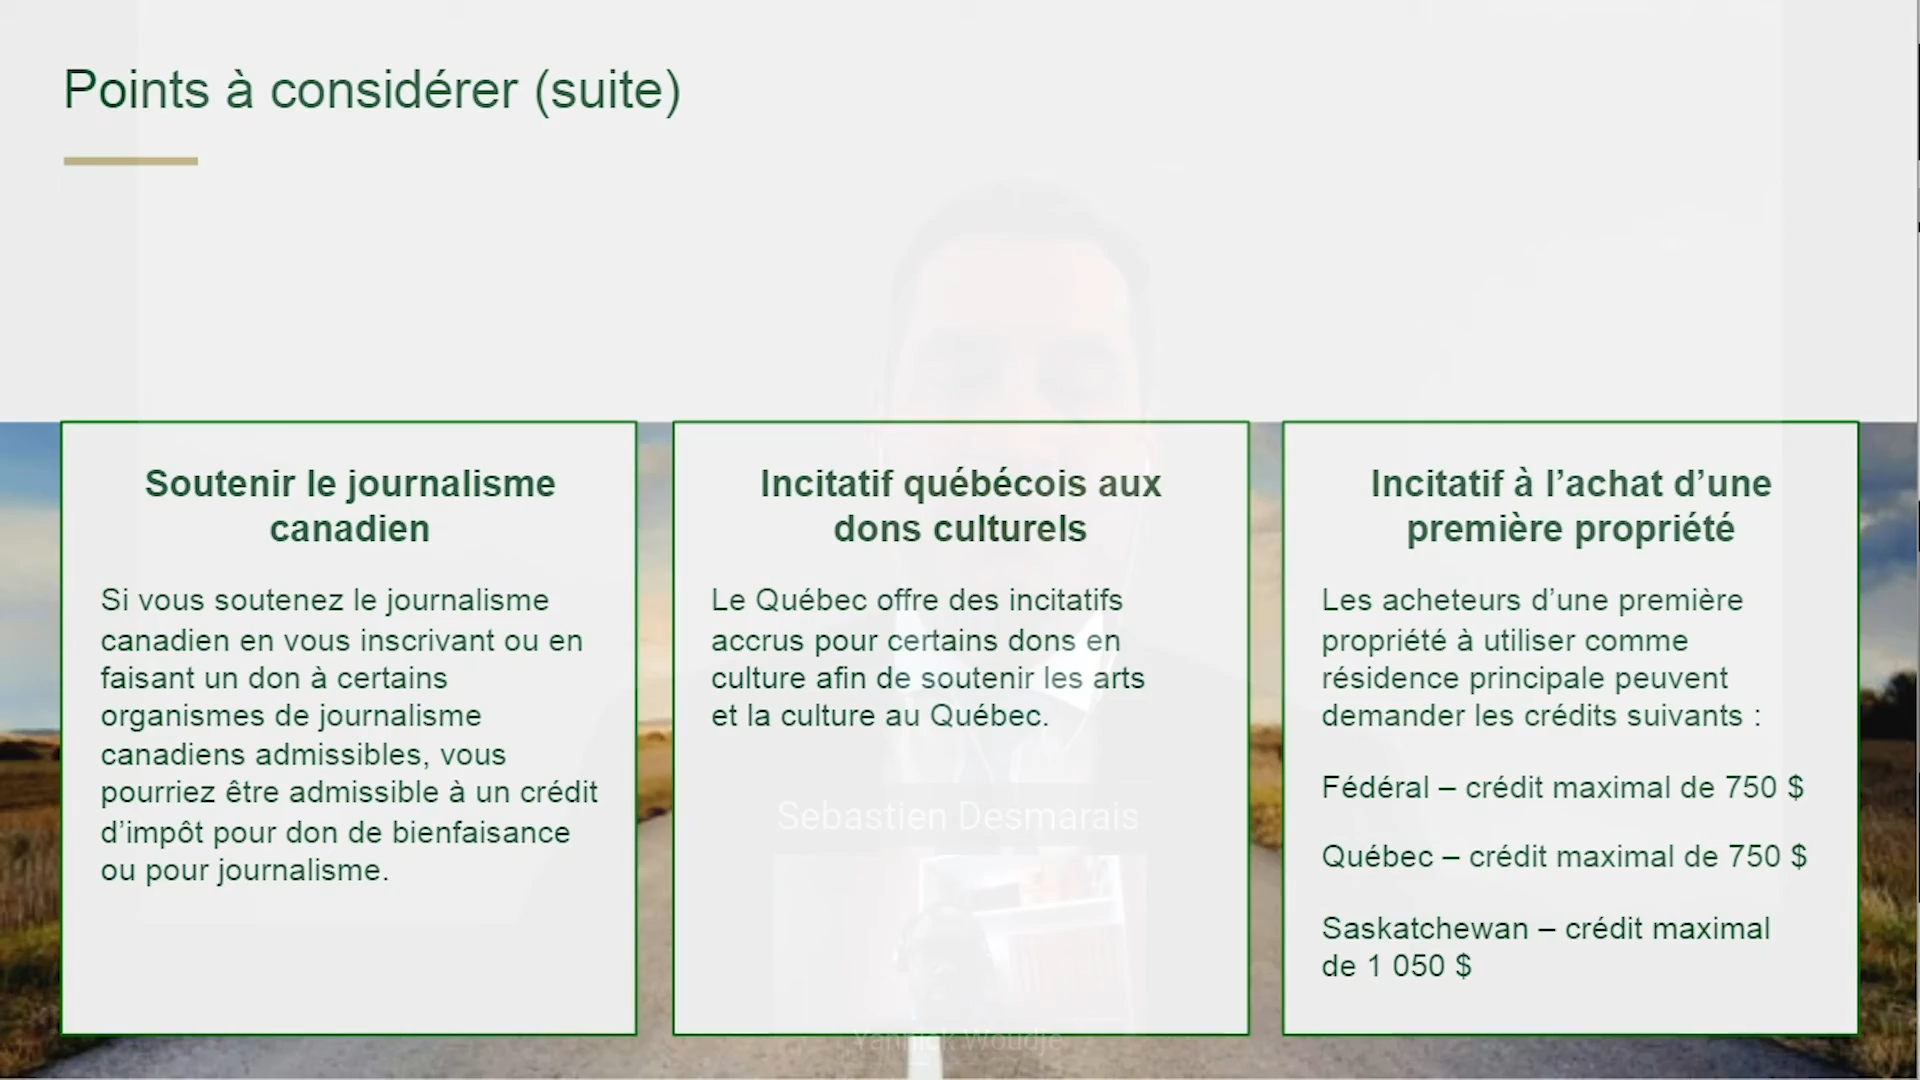 Points à considérer (suite)
Soutenir le journalisme
canadien
Si vous soutenez le journalisme
canadien en vous inscrivant ou en
faisant un don à certains
organismes de journalisme
canadiens admissibles, vous
pourriez être admissible à un crédit
d’impôt pour don de bienfaisance
ou pour journalisme.
Incitatif québécois aux
dons culturels
Le Québec offre des incitatifs
accrus pour certains dons en
culture afin de soutenir les arts
et la culture au Québec.
Sebastien Desmarais
Yannick Woudje
Incitatif à l’achat d’une
première propriété
Les acheteurs d’une première
propriété à utiliser comme
résidence principale peuvent
demander les crédits suivants :
Fédéral – crédit maximal de 750 $
Québec – crédit maximal de 750 $
Saskatchewan – crédit maximal
de 1 050 $